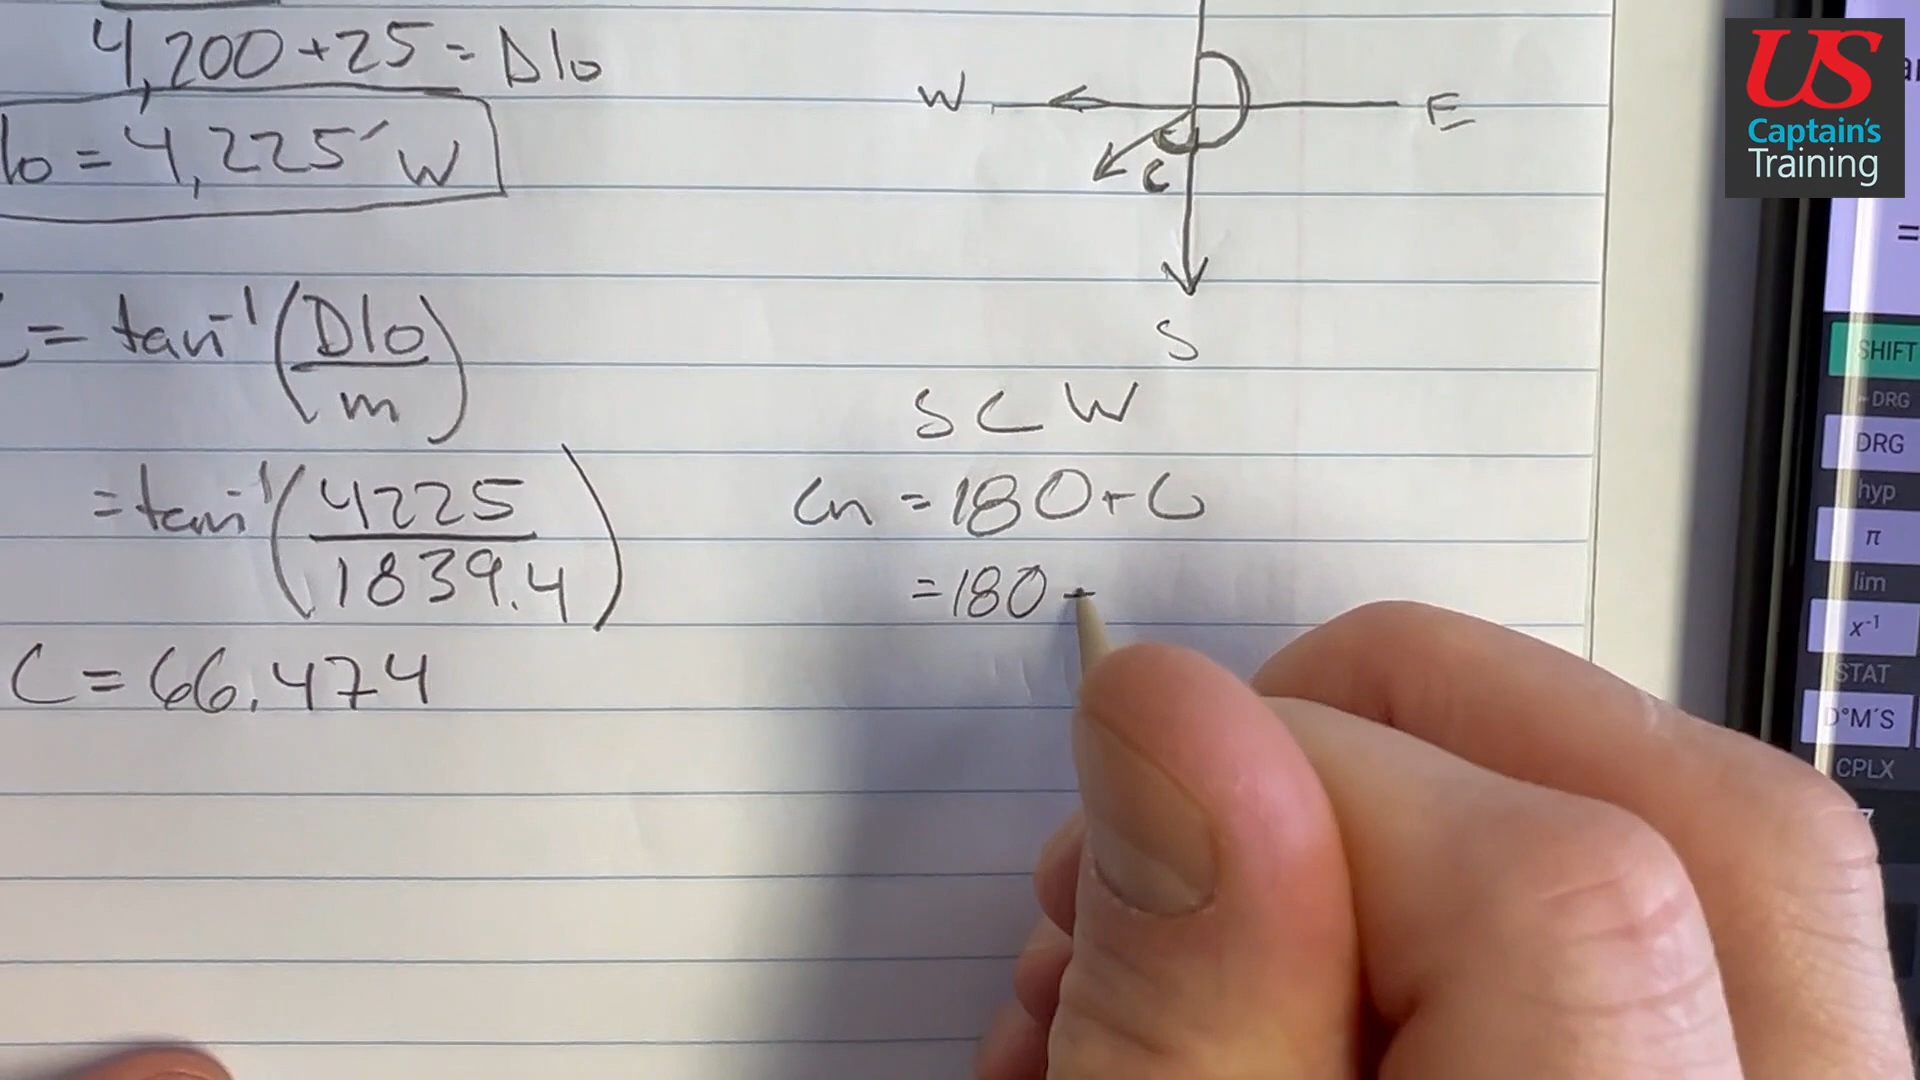 4,200+25=Dlo
lo=4,225′W
C=tan⁻¹(Dlo/m)
=tan⁻¹(4225/1839.4)
C=66.474
W
E
C
S
S C W
Cn=180+C
=180+
US
Captain's
Training
=
SHIFT
DRG
DRG
hyp
π
lim
x⁻¹
STAT
D°M′S
CPLX